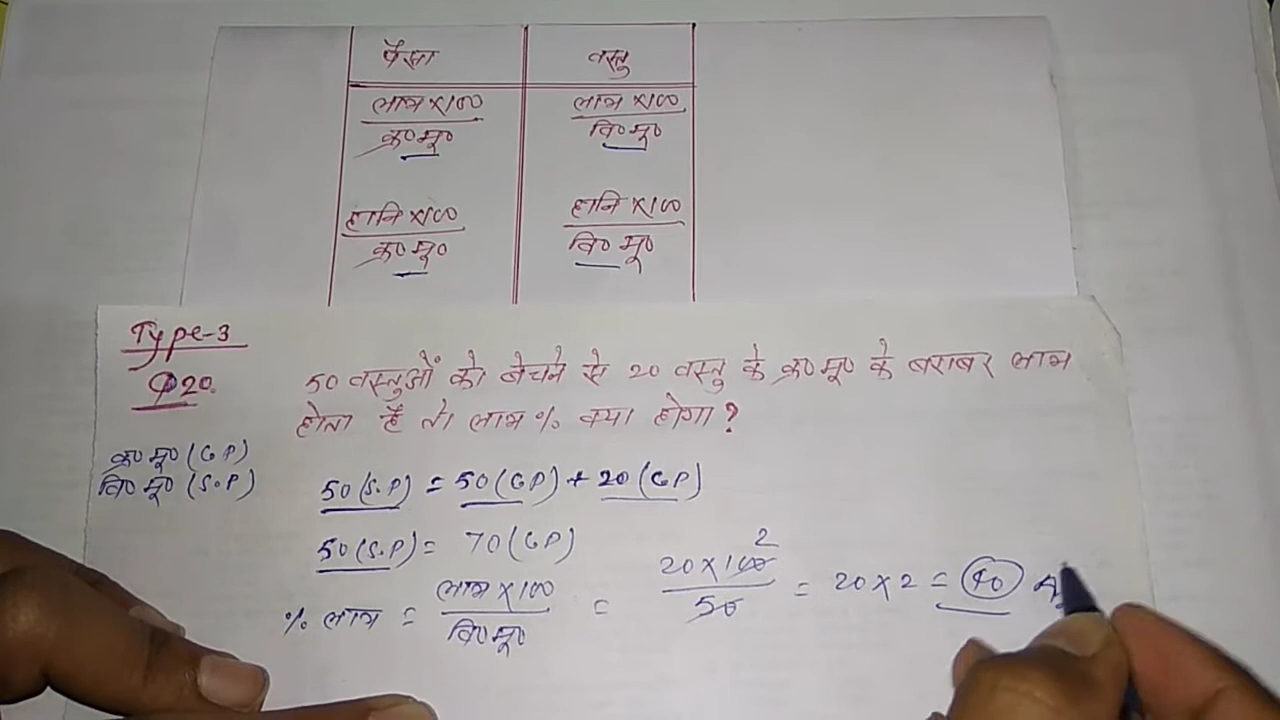 पैसा वस्तु
लाभ×100 लाभ×100
क्र०मू० वि०मू०
हानि×100 हानि×100
क्र०मू० वि०मू०
Type-3
Q20. 50 वस्तुओं को बेचने से 20 वस्तु के क्र०मू० के बराबर लाभ
होता है तो लाभ % क्या होगा?
क्र०मू०(C.P)
वि०मू०(S.P)
50(S.P) = 50(C.P) + 20(C.P)
50(S.P) = 70(C.P)
% लाभ = लाभ×100 = 20×100 2 = 20×2 = 40
वि०मू० 50